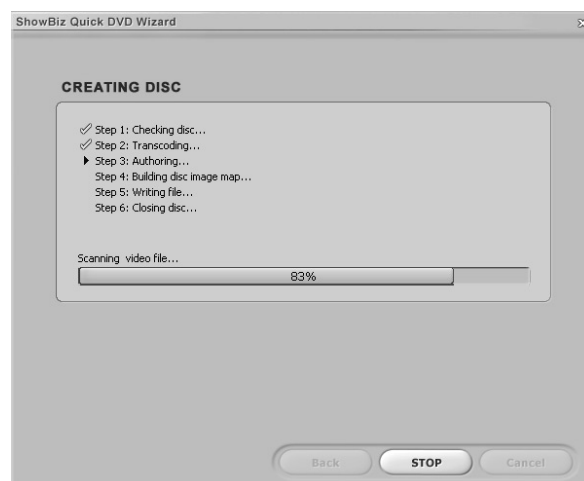 ShowBiz Quick DVD Wizard
CREATING DISC
Step 1: Checking disc...
Step 2: Transcoding...
Step 3: Authoring...
Step 4: Building disc image map...
Step 5: Writing file...
Step 6: Closing disc...
Scanning video file...
83%
Back STOP Cancel